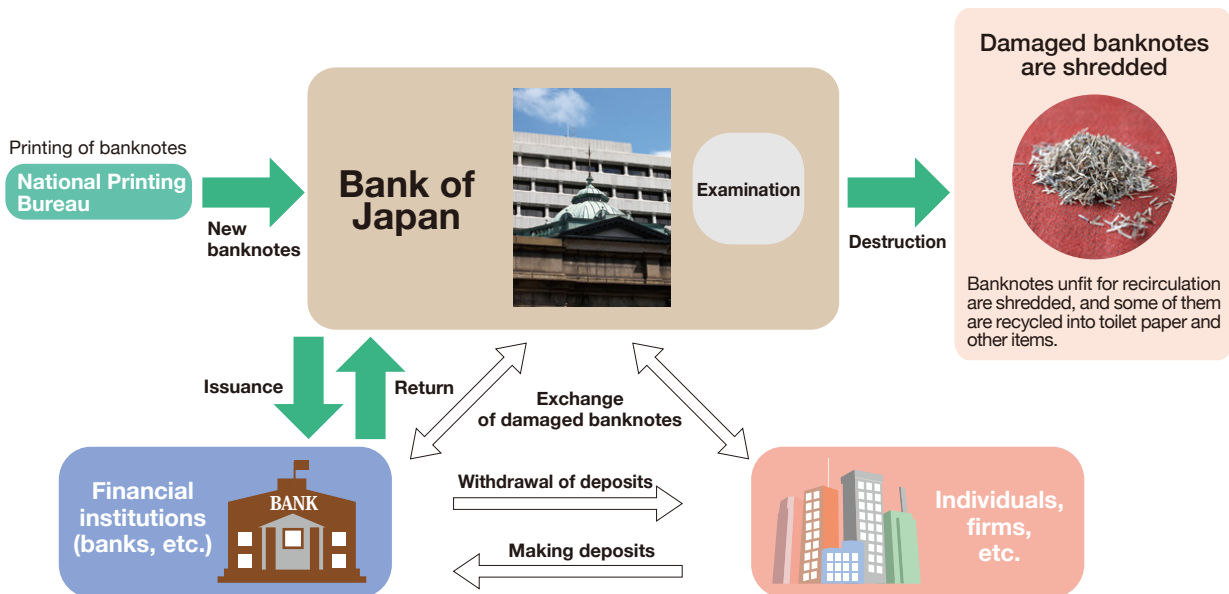 Printing of banknotes
National Printing
Bureau
New
banknotes
Bank of
Japan
Examination
Destruction
Damaged banknotes
are shredded
Banknotes unfit for recirculation
are shredded, and some of them
are recycled into toilet paper and
other items.
Issuance
Return
Exchange
of damaged banknotes
Financial
institutions
(banks, etc.)
BANK
Withdrawal of deposits
Making deposits
Individuals,
firms,
etc.